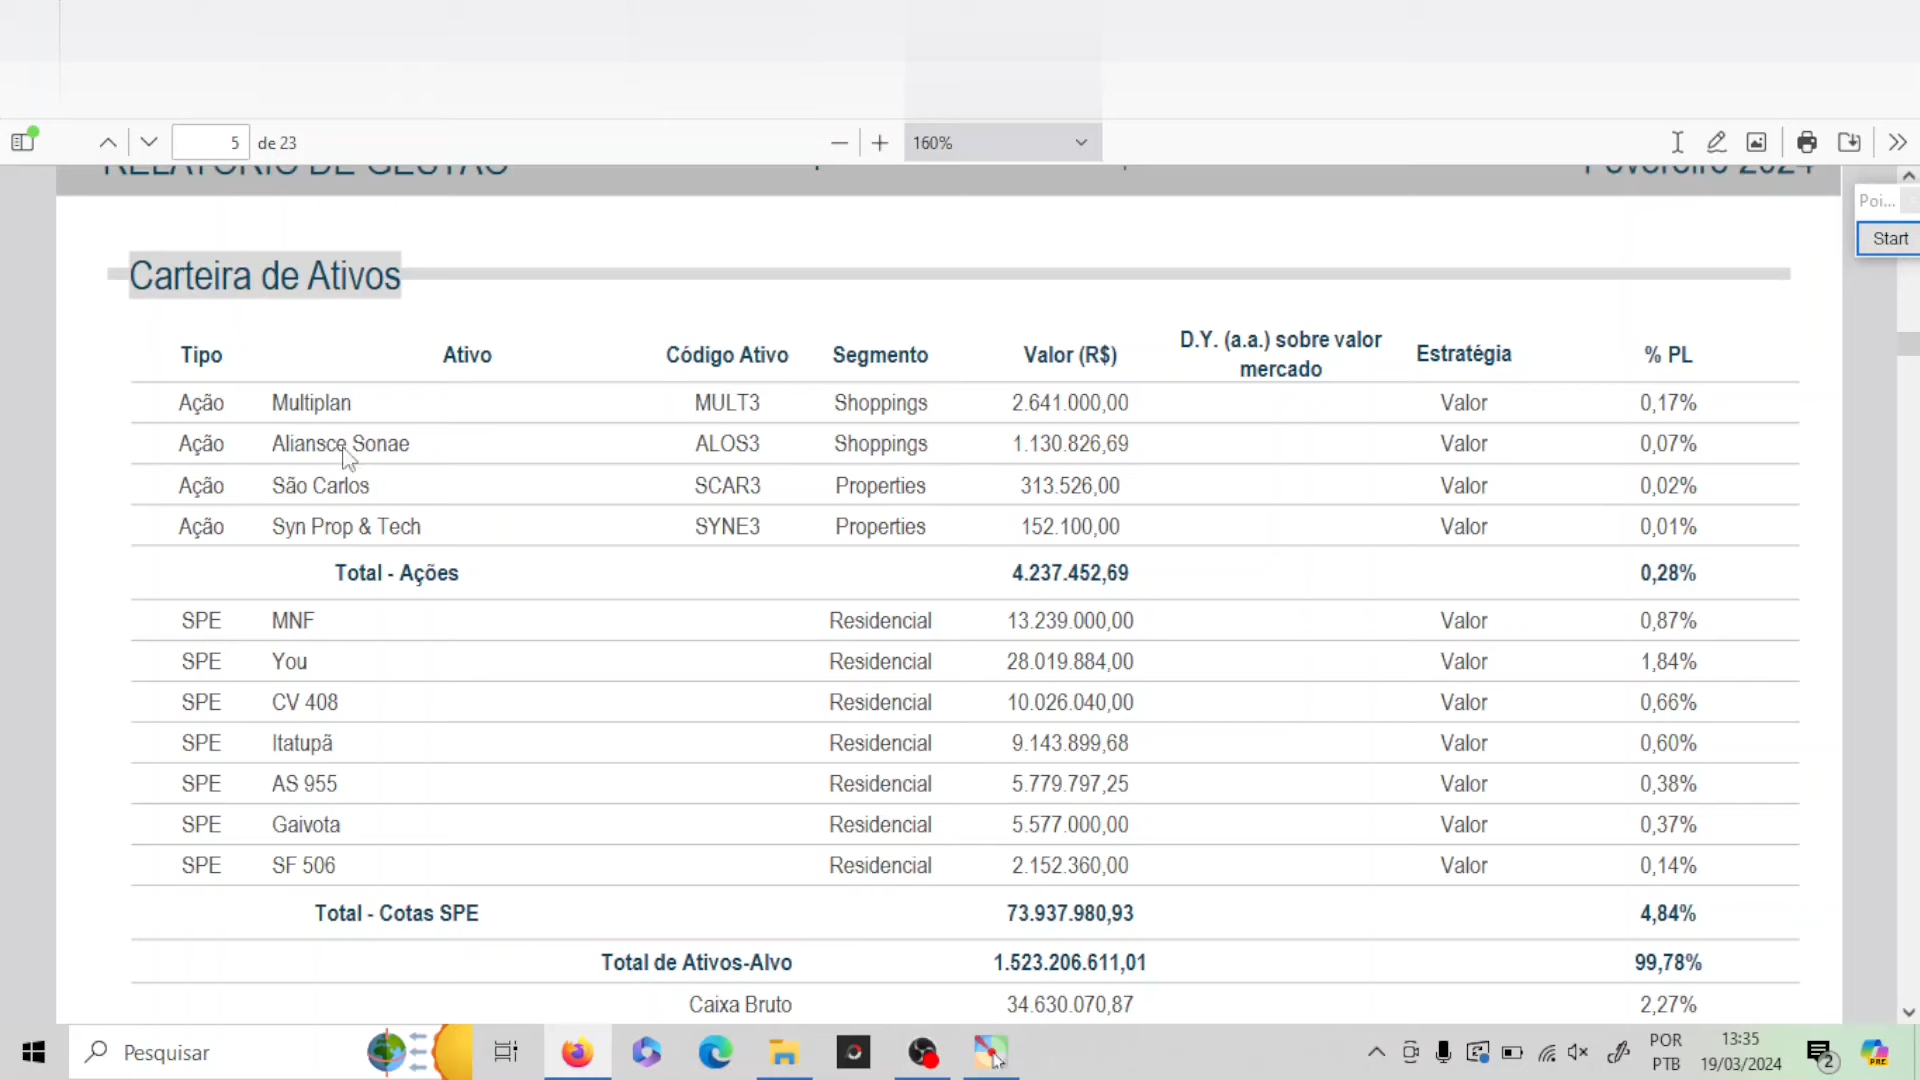 5 de 23 160%
RELATÓRIO DE GESTÃO Fevereiro 2024
Poi...
Start
Carteira de Ativos
Tipo Ativo Código Ativo Segmento Valor (R$) D.Y. (a.a.) sobre valor mercado Estratégia % PL
Ação Multiplan MULT3 Shoppings 2.641.000,00 Valor 0,17%
Ação Aliansce Sonae ALOS3 Shoppings 1.130.826,69 Valor 0,07%
Ação São Carlos SCAR3 Properties 313.526,00 Valor 0,02%
Ação Syn Prop & Tech SYNE3 Properties 152.100,00 Valor 0,01%
Total - Ações 4.237.452,69 0,28%
SPE MNF Residencial 13.239.000,00 Valor 0,87%
SPE You Residencial 28.019.884,00 Valor 1,84%
SPE CV 408 Residencial 10.026.040,00 Valor 0,66%
SPE Itatupã Residencial 9.143.899,68 Valor 0,60%
SPE AS 955 Residencial 5.779.797,25 Valor 0,38%
SPE Gaivota Residencial 5.577.000,00 Valor 0,37%
SPE SF 506 Residencial 2.152.360,00 Valor 0,14%
Total - Cotas SPE 73.937.980,93 4,84%
Total de Ativos-Alvo 1.523.206.611,01 99,78%
Caixa Bruto 34.630.070,87 2,27%
Pesquisar POR 13:35
PTB 19/03/2024 2 PRE